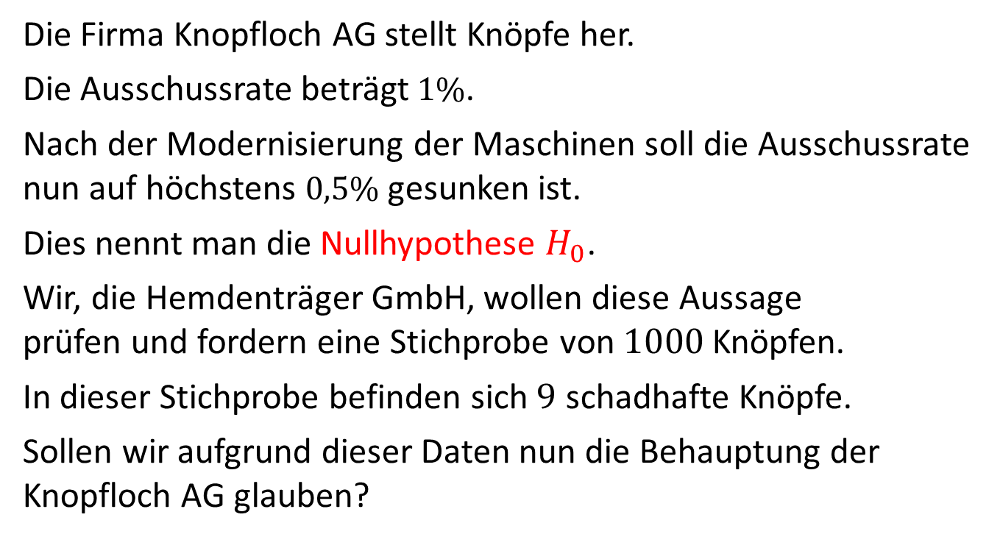 Die Firma Knopfloch AG stellt Knöpfe her.
Die Ausschussrate beträgt 1%.
Nach der Modernisierung der Maschinen soll die Ausschussrate
nun auf höchstens 0,5% gesunken ist.
Dies nennt man die Nullhypothese H₀.
Wir, die Hemdenträger GmbH, wollen diese Aussage
prüfen und fordern eine Stichprobe von 1000 Knöpfen.
In dieser Stichprobe befinden sich 9 schadhafte Knöpfe.
Sollen wir aufgrund dieser Daten nun die Behauptung der
Knopfloch AG glauben?